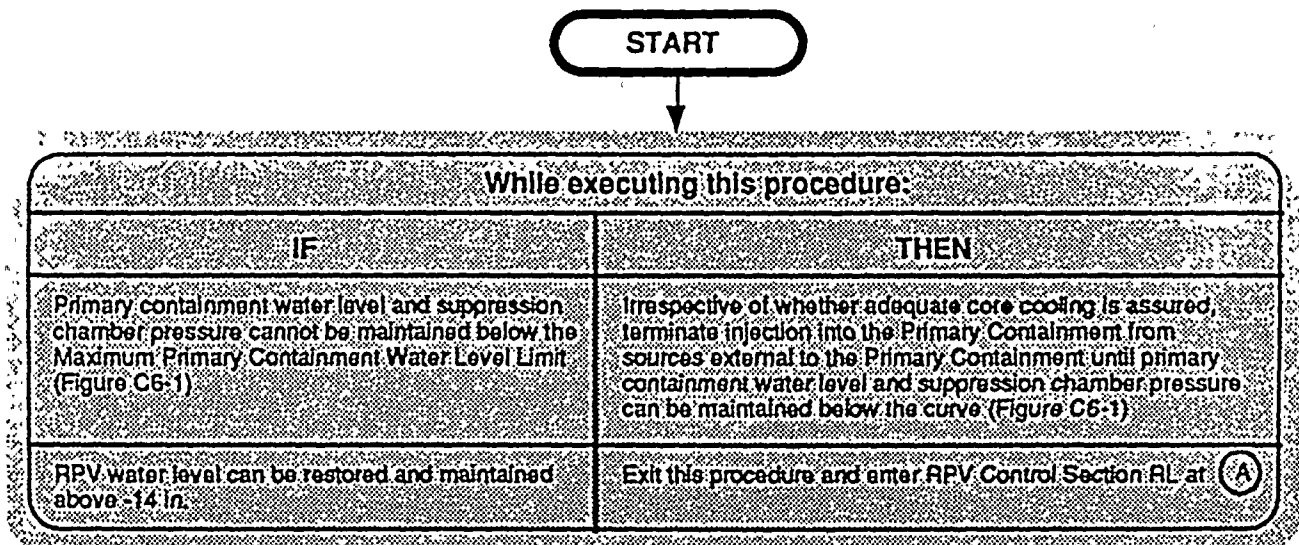 START
While executing this procedure:
IF
THEN
Primary containment water level and suppression
chamber pressure cannot be maintained below the
Maximum Primary Containment Water Level Limit
(Figure C6-1)
Irrespective of whether adequate core cooling is assured,
terminate injection into the Primary Containment from
sources external to the Primary Containment until primary
containment water level and suppression chamber pressure
can be maintained below the curve (Figure C6-1)
RPV water level can be restored and maintained
above -14 in.
Exit this procedure and enter RPV Control Section RL at A